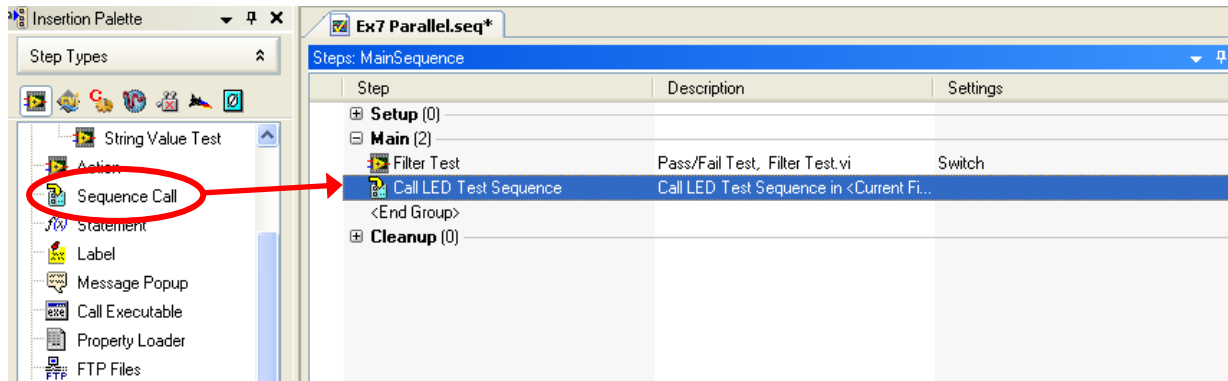 Insertion Palette
Step Types
String Value Test
Action
Sequence Call
f(x) Statement
Label
Message Popup
exe Call Executable
Property Loader
FTP FTP Files
Ex7 Parallel.seq*
Steps: MainSequence
Step Description Settings
Setup (0)
Main (2)
Filter Test Pass/Fail Test, Filter Test.vi Switch
Call LED Test Sequence Call LED Test Sequence in <Current Fi...
<End Group>
Cleanup (0)